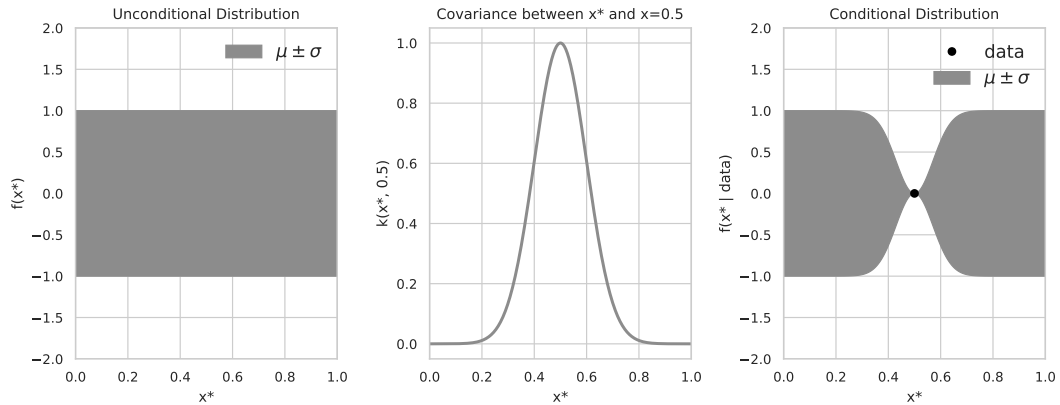 Unconditional Distribution
2.0
1.5
1.0
0.5
0.0
−0.5
−1.0
−1.5
−2.0
f(x*)
μ ± σ
0.0 0.2 0.4 0.6 0.8 1.0
x*
Covariance between x* and x=0.5
1.0
0.8
0.6
0.4
0.2
0.0
k(x*, 0.5)
0.0 0.2 0.4 0.6 0.8 1.0
x*
Conditional Distribution
2.0
1.5
1.0
0.5
0.0
−0.5
−1.0
−1.5
−2.0
f(x* | data)
data
μ ± σ
0.0 0.2 0.4 0.6 0.8 1.0
x*